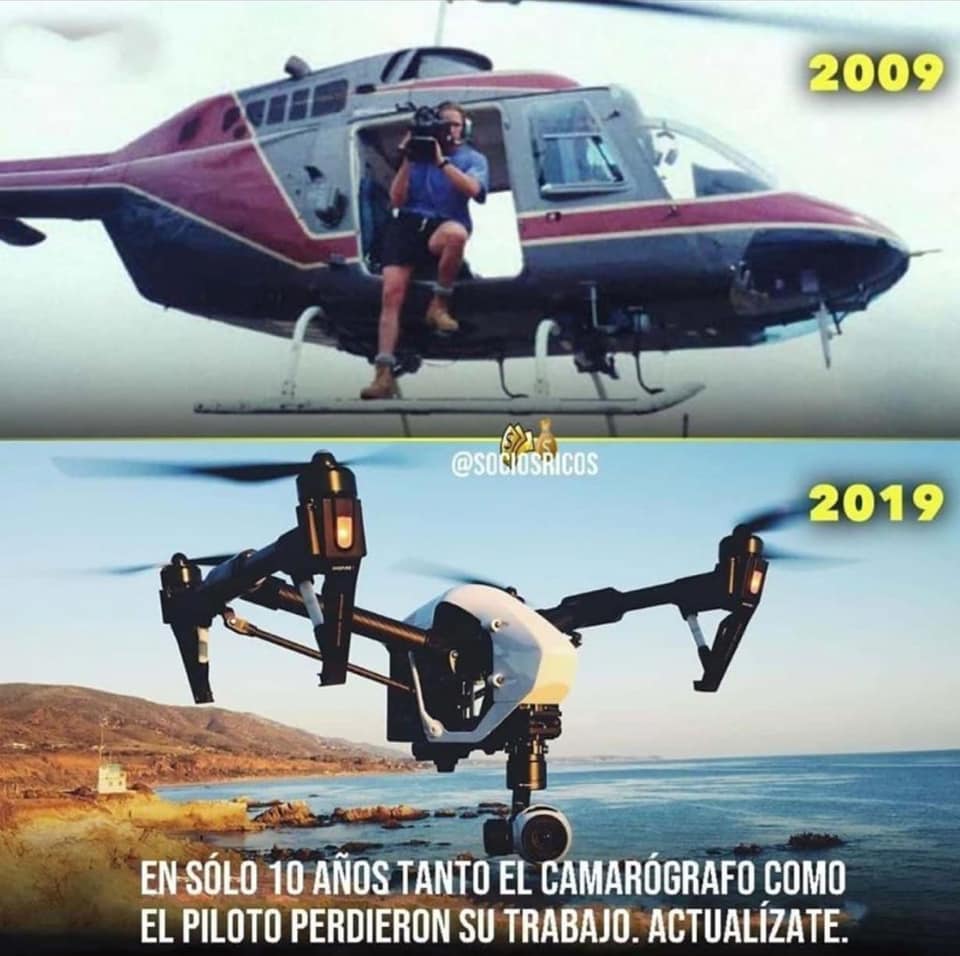 2009
@SOCIOSRICOS
2019
EN SÓLO 10 AÑOS TANTO EL CAMARÓGRAFO COMO
EL PILOTO PERDIERON SU TRABAJO. ACTUALÍZATE.